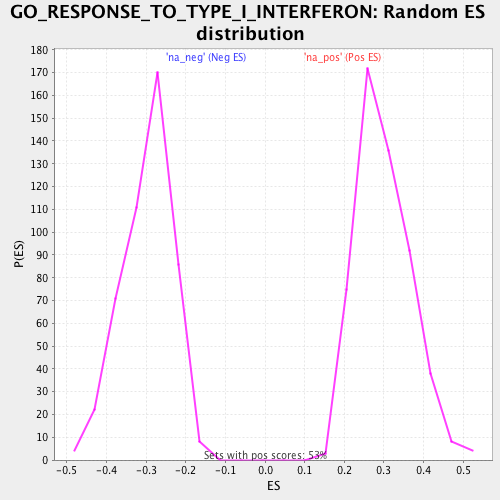 GO_RESPONSE_TO_TYPE_I_INTERFERON: Random ES
distribution
'na_neg' (Neg ES) 'na_pos' (Pos ES)
180
170
160
150
140
130
120
110
100
90
80
70
60
50
40
30
20
10
0
P(ES)
Sets with pos scores: 53%
-0.5 -0.4 -0.3 -0.2 -0.1 0.0 0.1 0.2 0.3 0.4 0.5
ES